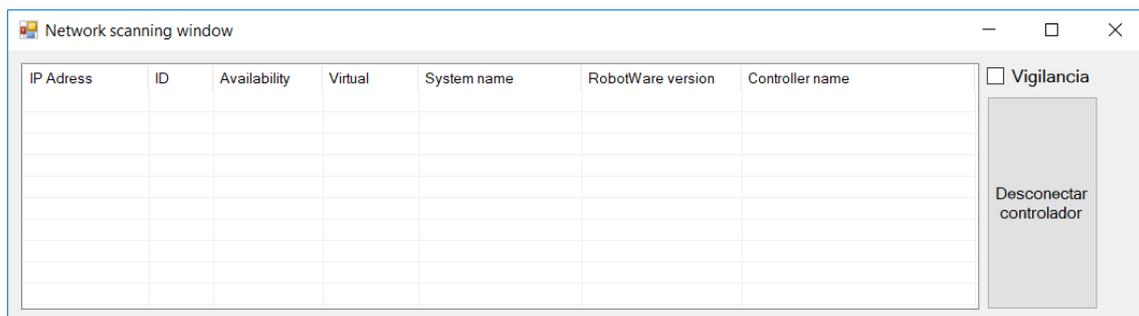 Network scanning window
IP Adress ID Availability Virtual System name RobotWare version Controller name
Vigilancia
Desconectar
controlador